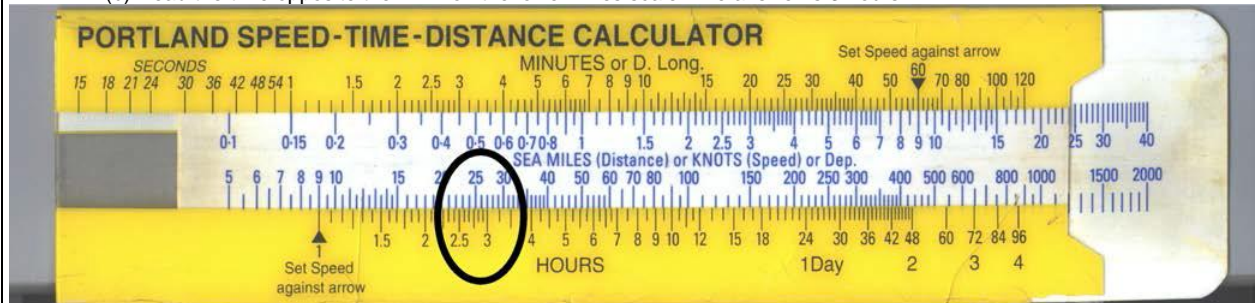 PORTLAND SPEED-TIME-DISTANCE CALCULATOR
SECONDS
MINUTES or D. Long.
Set Speed against arrow
15 18 21 24 30 36 42 48 54 1 1.5 2 2.5 3 4 5 6 7 8 9 10 15 20 25 30 40 50 60 70 80 100 120
0·1 0·15 0·2 0·3 0·4 0·5 0·6 0·7 0·8 1 1.5 2 2.5 3 4 5 6 7 8 9 10 15 20 25 30 40
SEA MILES (Distance) or KNOTS (Speed) or Dep.
5 6 7 8 9 10 15 20 25 30 40 50 60 70 80 100 150 200 250 300 400 500 600 800 1000 1500 2000
1.5 2 2.5 3 4 5 6 7 8 9 10 12 15 18 24 30 36 42 48 60 72 84 96
1
Set Speed
against arrow
HOURS
1Day 2 3 4